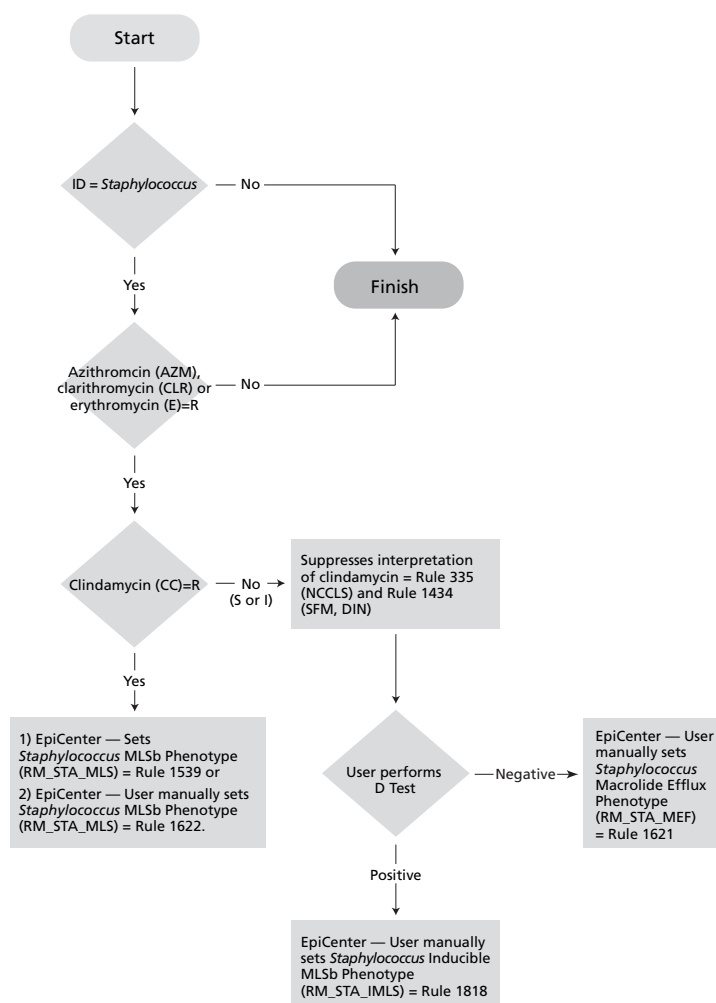 Start
ID = Staphylococcus
No
Yes
Finish
Azithromcin (AZM),
clarithromycin (CLR) or
erythromycin (E)=R
No
Yes
Clindamycin (CC)=R
No
(S or I)
Suppresses interpretation
of clindamycin = Rule 335
(NCCLS) and Rule 1434
(SFM, DIN)
Yes
1) EpiCenter — Sets
Staphylococcus MLSb Phenotype
(RM_STA_MLS) = Rule 1539 or
2) EpiCenter — User manually sets
Staphylococcus MLSb Phenotype
(RM_STA_MLS) = Rule 1622.
User performs
D Test
Negative
EpiCenter — User
manually sets
Staphylococcus
Macrolide Efflux
Phenotype
(RM_STA_MEF)
= Rule 1621
Positive
EpiCenter — User manually
sets Staphylococcus Inducible
MLSb Phenotype
(RM_STA_IMLS) = Rule 1818